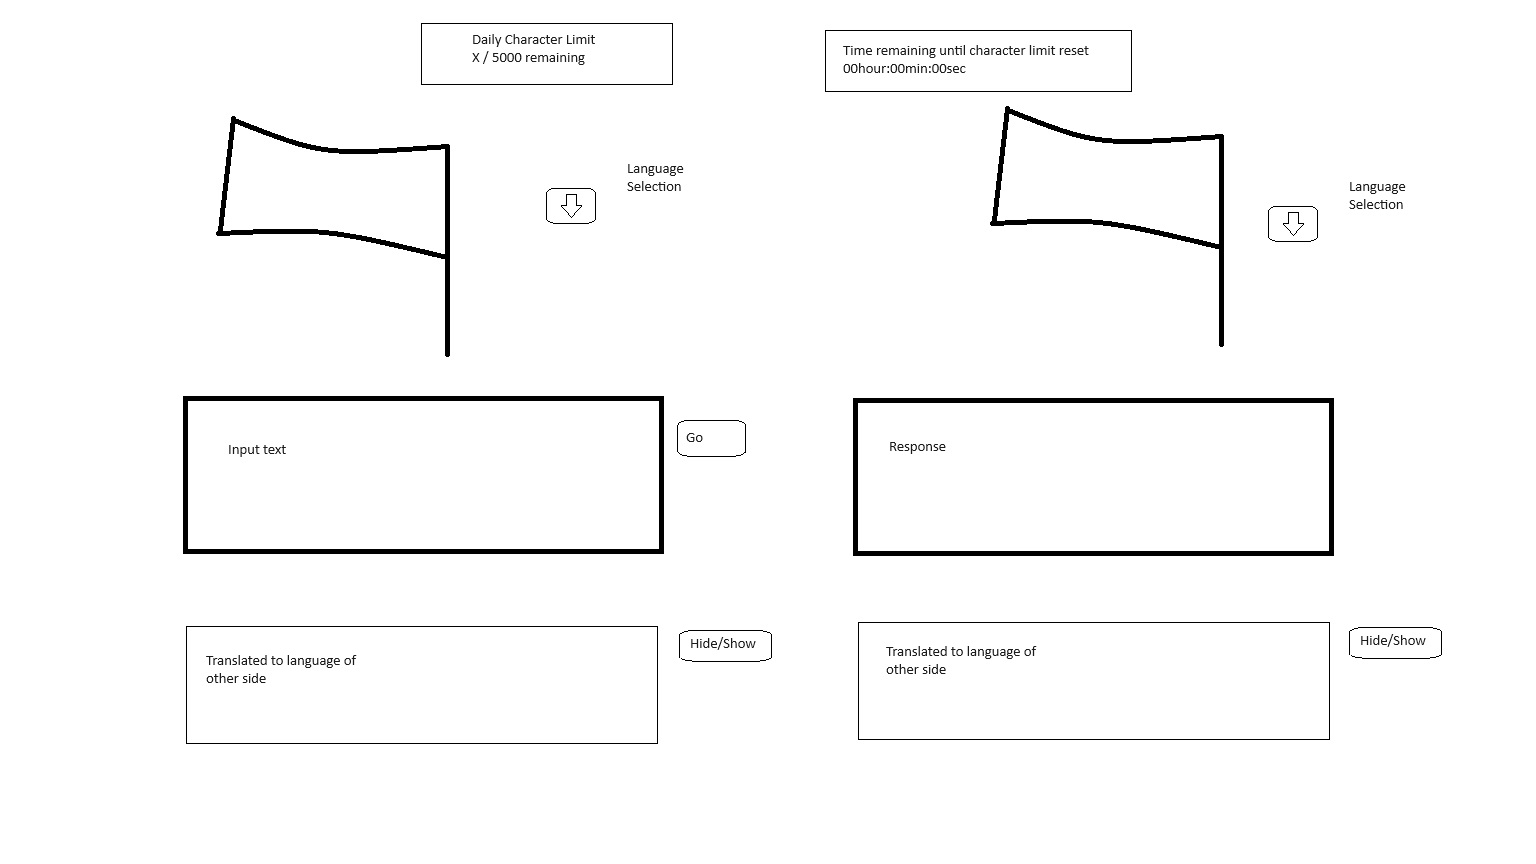 Daily Character Limit
X / 5000 remaining
Time remaining until character limit reset
00hour:00min:00sec
Language
Selection
Language
Selection
Input text
Go
Response
Translated to language of
other side
Hide/Show
Translated to language of
other side
Hide/Show